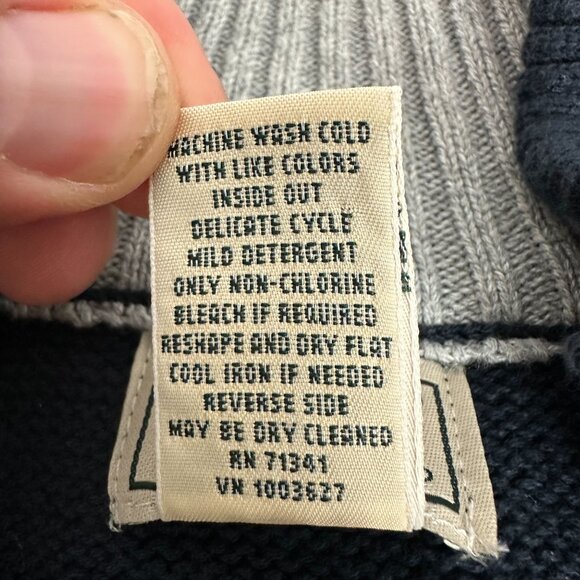 MACHINE WASH COLD
WITH LIKE COLORS
INSIDE OUT
DELICATE CYCLE
MILD DETERGENT
ONLY NON-CHLORINE
BLEACH IF REQUIRED
RESHAPE AND DRY FLAT
COOL IRON IF NEEDED
REVERSE SIDE
MAY BE DRY CLEANED
RN 71341
VN 1003627